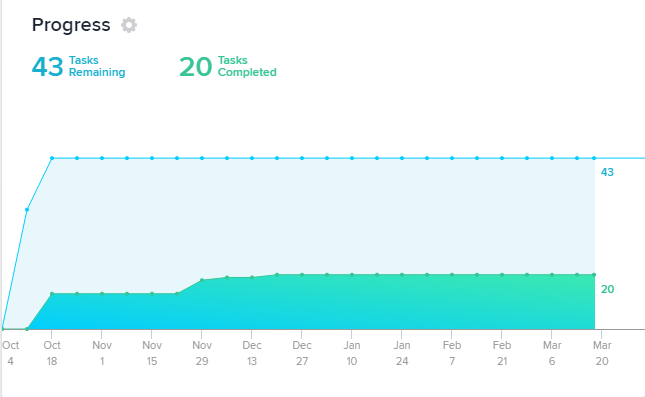 Progress
43 Tasks Remaining
20 Tasks Completed
43
20
Oct 4
Oct 18
Nov 1
Nov 15
Nov 29
Dec 13
Dec 27
Jan 10
Jan 24
Feb 7
Feb 21
Mar 6
Mar 20